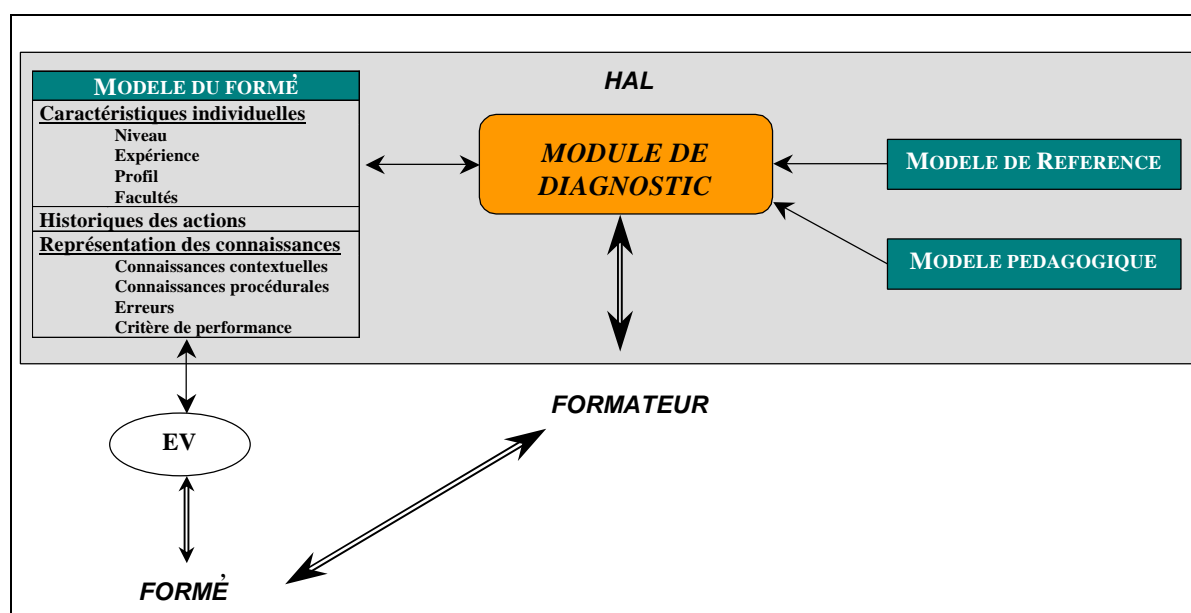 HAL
MODELE DU FORMÉ
Caractéristiques individuelles
Niveau
Expérience
Profil
Facultés
Historiques des actions
Représentation des connaissances
Connaissances contextuelles
Connaissances procédurales
Erreurs
Critère de performance
MODULE DE
DIAGNOSTIC
MODELE DE REFERENCE
MODELE PEDAGOGIQUE
FORMATEUR
EV
FORMÉ